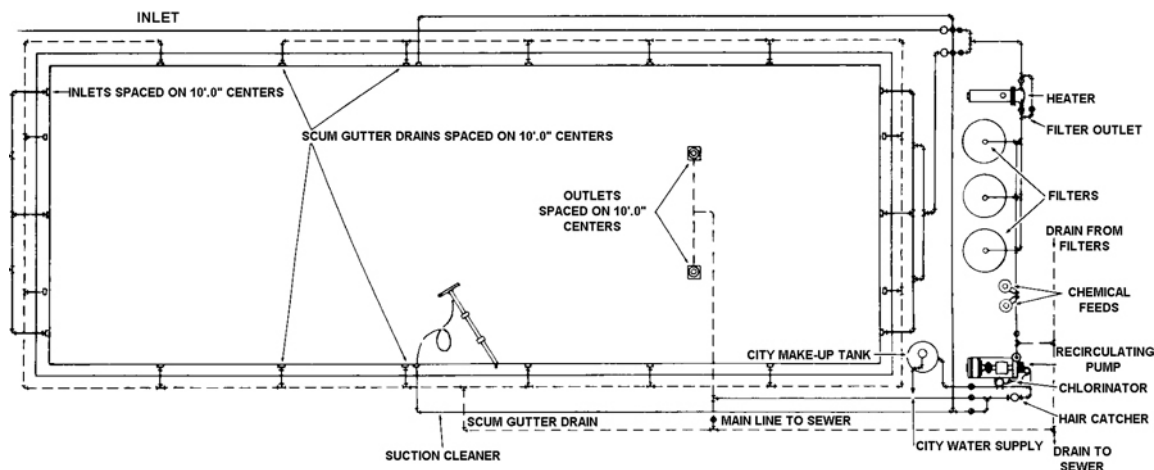 INLET
INLETS SPACED ON 10'.0" CENTERS
SCUM GUTTER DRAINS SPACED ON 10'.0" CENTERS
OUTLETS
SPACED ON 10'.0"
CENTERS
HEATER
FILTER OUTLET
FILTERS
DRAIN FROM
FILTERS
CHEMICAL
FEEDS
CITY MAKE-UP TANK
RECIRCULATING
PUMP
CHLORINATOR
HAIR CATCHER
SCUM GUTTER DRAIN
MAIN LINE TO SEWER
SUCTION CLEANER
CITY WATER SUPPLY
DRAIN TO
SEWER